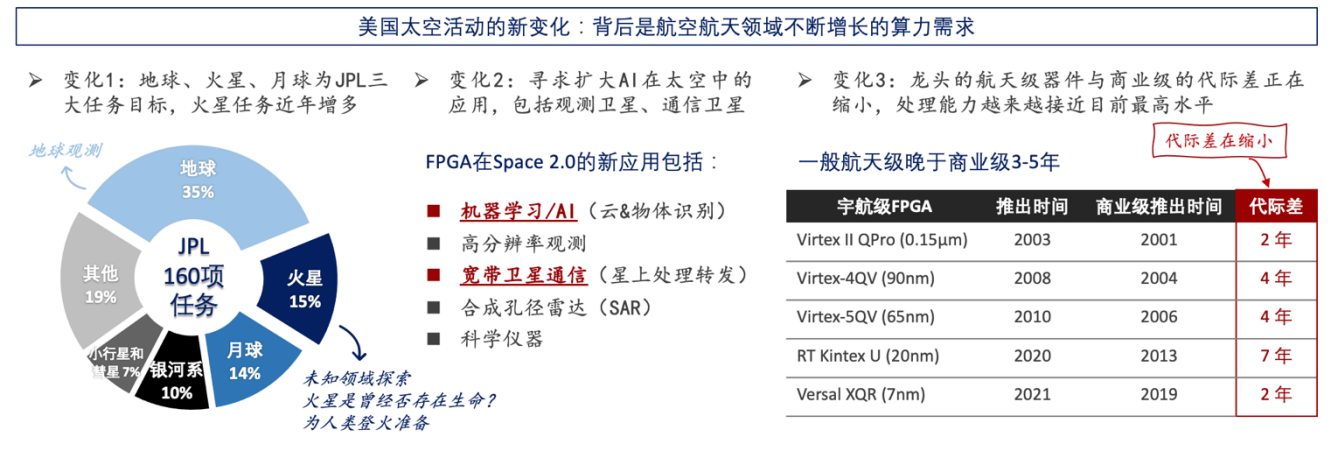 美国太空活动的新变化：背后是航空航天领域不断增长的算力需求
➢ 变化1：地球、火星、月球为JPL三
大任务目标，火星任务近年增多
地球观测
地球
35%
火星
15%
月球
14%
银河系
10%
小行星和
彗星 7%
其他
19%
JPL
160项
任务
未知领域探索
火星是曾经否存在生命？
为人类登火准备
➢ 变化2：寻求扩大AI在太空中的
应用，包括观测卫星、通信卫星
FPGA在Space 2.0的新应用包括：
■ 机器学习/AI（云&物体识别）
■ 高分辨率观测
■ 宽带卫星通信（星上处理转发）
■ 合成孔径雷达（SAR）
■ 科学仪器
➢ 变化3：龙头的航天级器件与商业级的代际差正在
缩小，处理能力越来越接近目前最高水平
代际差在缩小
一般航天级晚于商业级3-5年
宇航级FPGA 推出时间 商业级推出时间 代际差
Virtex II QPro (0.15μm) 2003 2001 2 年
Virtex-4QV (90nm) 2008 2004 4 年
Virtex-5QV (65nm) 2010 2006 4 年
RT Kintex U (20nm) 2020 2013 7 年
Versal XQR (7nm) 2021 2019 2 年